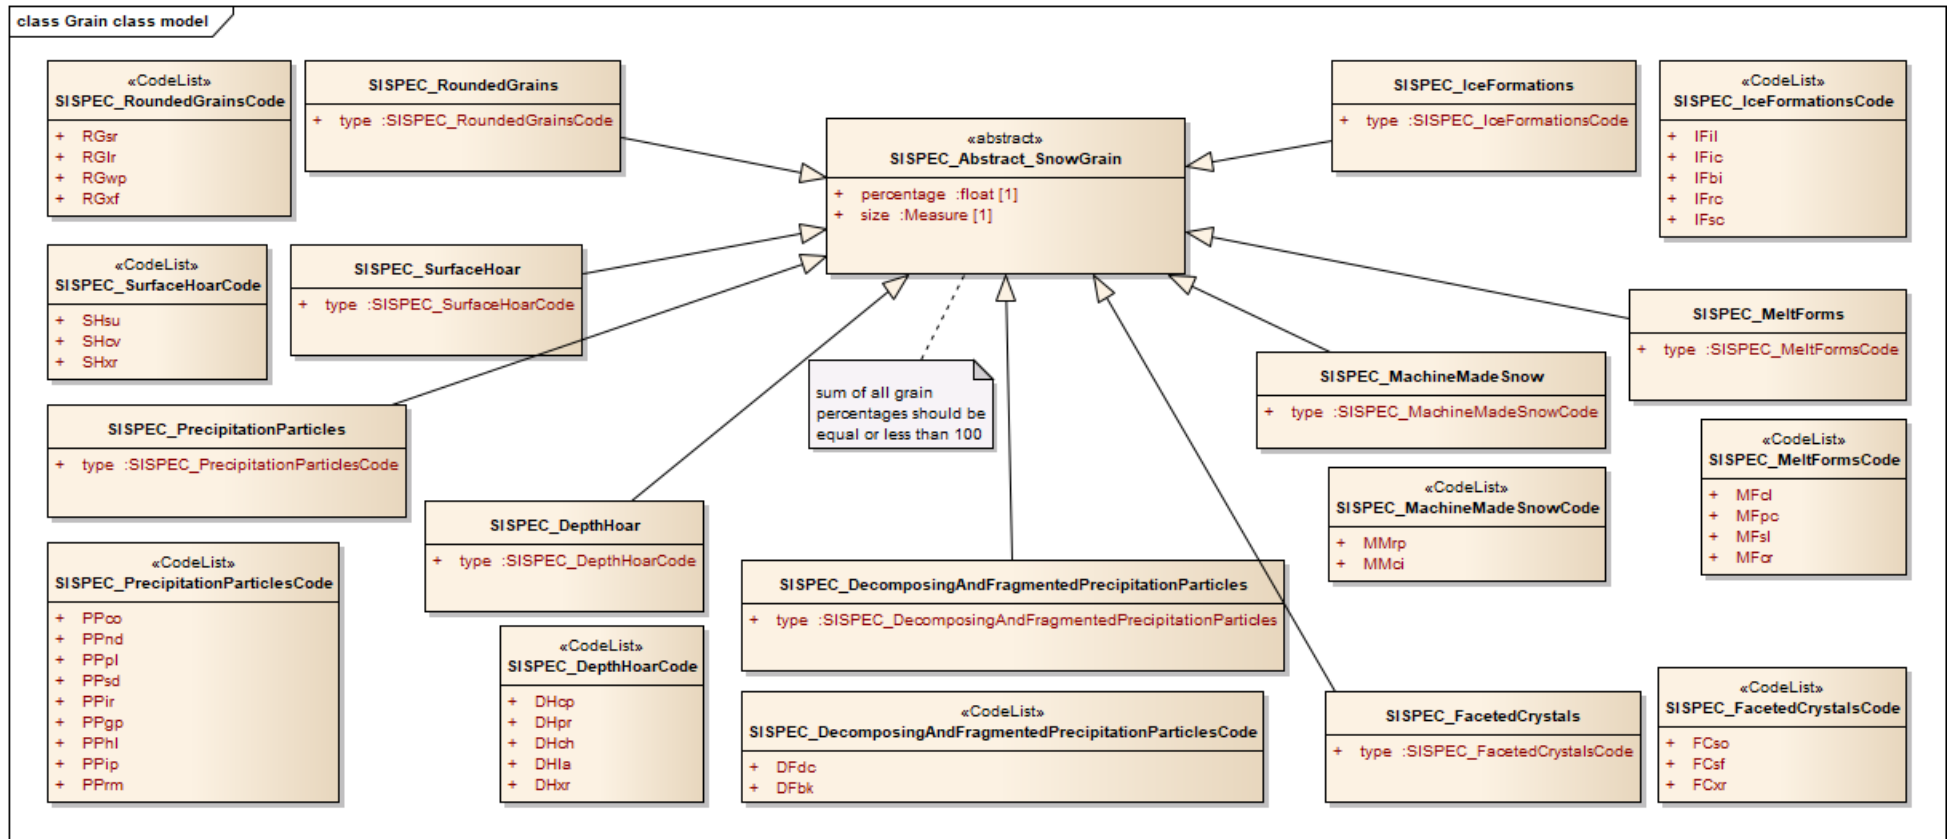 class Grain class model
«CodeList»
SISPEC_RoundedGrainsCode
+ RGsr
+ RGlr
+ RGwp
+ RGxf
SISPEC_RoundedGrains
+ type :SISPEC_RoundedGrainsCode
«abstract»
SISPEC_Abstract_SnowGrain
+ percentage :float [1]
+ size :Measure [1]
SISPEC_IceFormations
+ type :SISPEC_IceFormationsCode
«CodeList»
SISPEC_IceFormationsCode
+ IFil
+ IFic
+ IFbi
+ IFrc
+ IFsc
«CodeList»
SISPEC_SurfaceHoarCode
+ SHsu
+ SHcv
+ SHxr
SISPEC_SurfaceHoar
+ type :SISPEC_SurfaceHoarCode
SISPEC_MeltForms
+ type :SISPEC_MeltFormsCode
sum of all grain
percentages should be
equal or less than 100
SISPEC_MachineMadeSnow
+ type :SISPEC_MachineMadeSnowCode
SISPEC_PrecipitationParticles
+ type :SISPEC_PrecipitationParticlesCode
«CodeList»
SISPEC_MeltFormsCode
+ MFcl
+ MFpc
+ MFsl
+ MFcr
«CodeList»
SISPEC_MachineMadeSnowCode
+ MMrp
+ MMci
SISPEC_DepthHoar
+ type :SISPEC_DepthHoarCode
«CodeList»
SISPEC_PrecipitationParticlesCode
+ PPco
+ PPnd
+ PPpl
+ PPsd
+ PPir
+ PPgp
+ PPhl
+ PPip
+ PPrm
SISPEC_DecomposingAndFragmentedPrecipitationParticles
+ type :SISPEC_DecomposingAndFragmentedPrecipitationParticles
«CodeList»
SISPEC_DepthHoarCode
+ DHcp
+ DHpr
+ DHch
+ DHla
+ DHxr
«CodeList»
SISPEC_DecomposingAndFragmentedPrecipitationParticlesCode
+ DFdc
+ DFbk
SISPEC_FacetedCrystals
+ type :SISPEC_FacetedCrystalsCode
«CodeList»
SISPEC_FacetedCrystalsCode
+ FCso
+ FCsf
+ FCxr